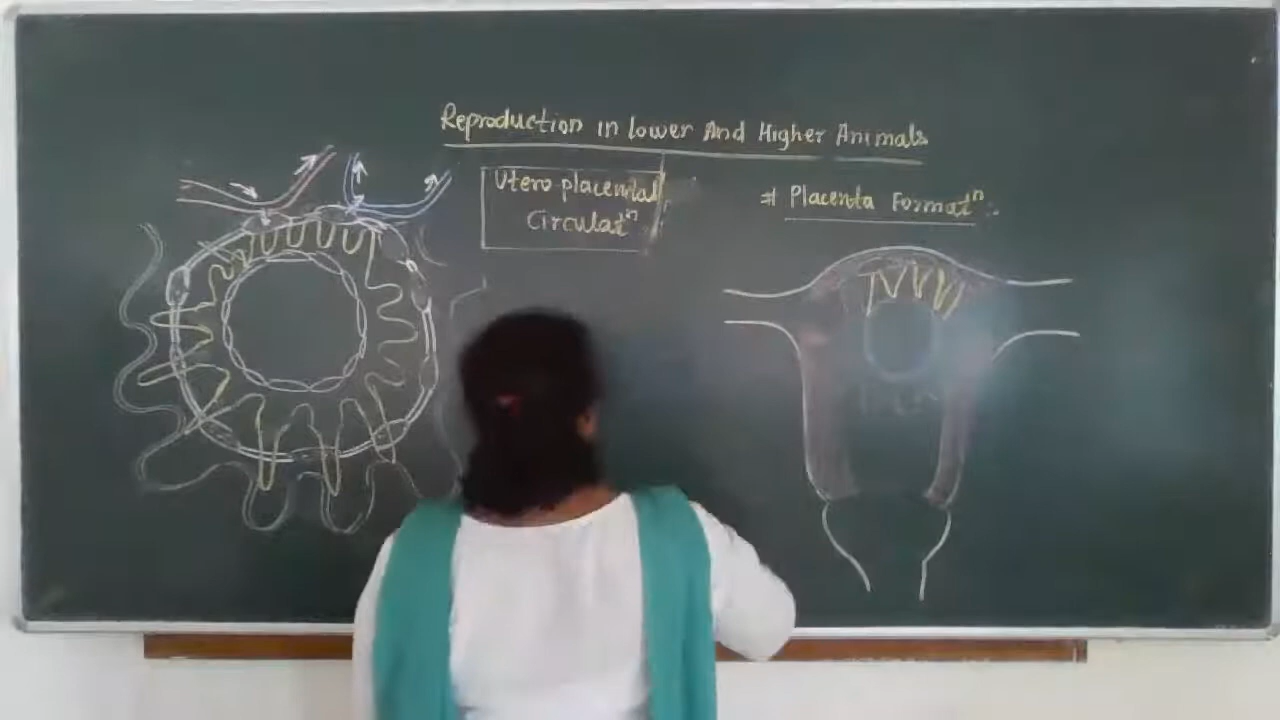 Reproduction in Lower And Higher Animals
Utero placental
Circulatⁿ
# Placenta Formatⁿ :-